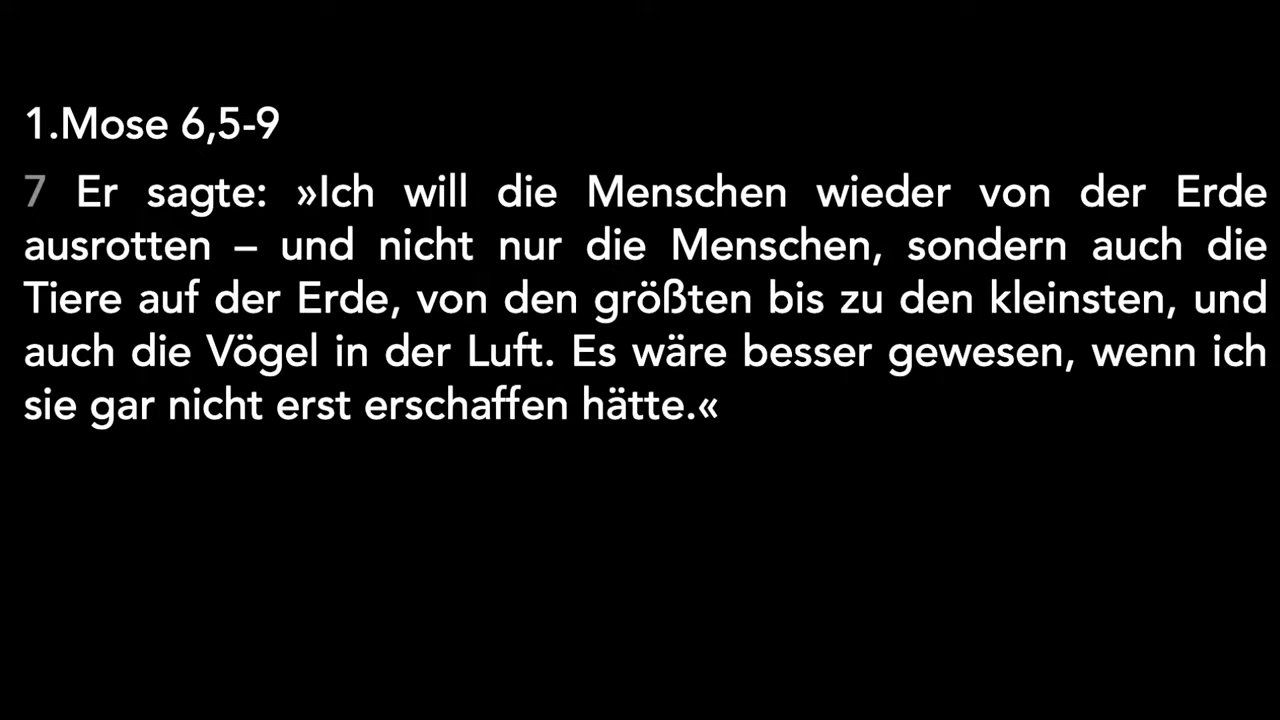 1.Mose 6,5-9
7 Er sagte: »Ich will die Menschen wieder von der Erde
ausrotten – und nicht nur die Menschen, sondern auch die
Tiere auf der Erde, von den größten bis zu den kleinsten, und
auch die Vögel in der Luft. Es wäre besser gewesen, wenn ich
sie gar nicht erst erschaffen hätte.«